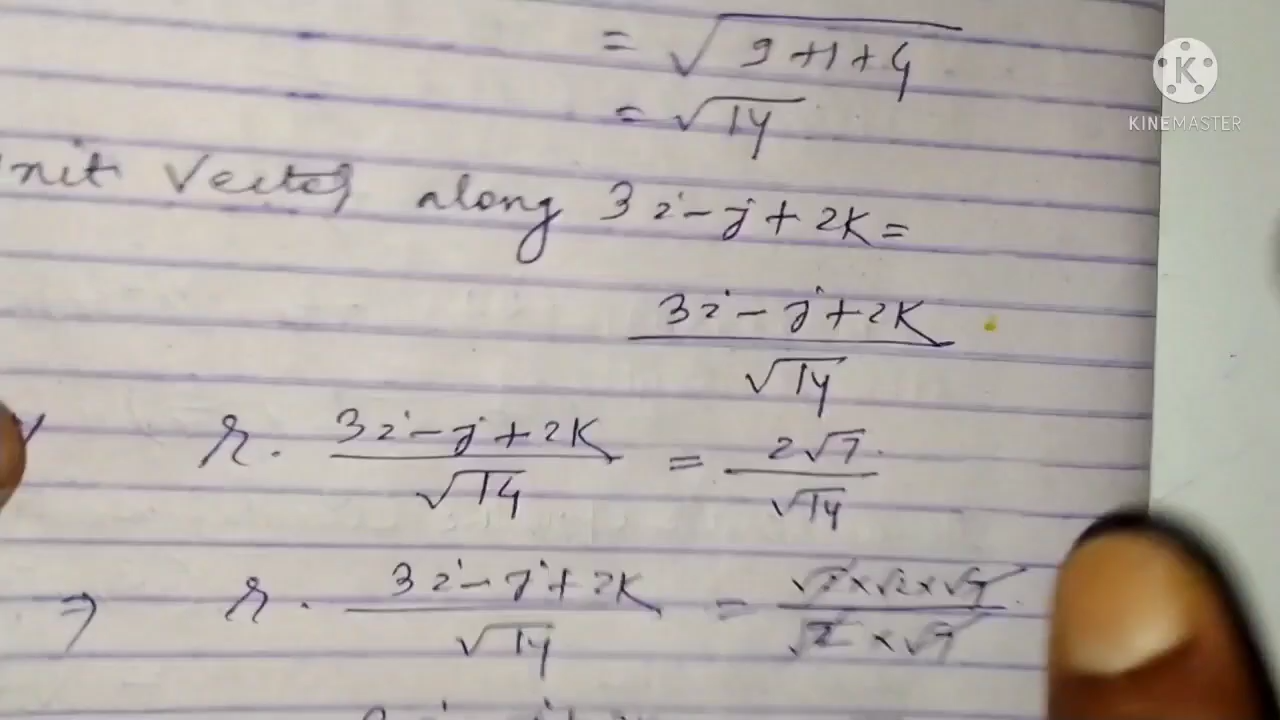 = √9+1+4
= √14
nit Vector along 3i - j + 2K =
3i - j + 2K
√14
r. 3i - j + 2K / √14 = 2√7 / √14
⇒ r. 3i - j + 2K / √14 = √2 × √2 × √7 / √2 × √7
K
KINEMASTER